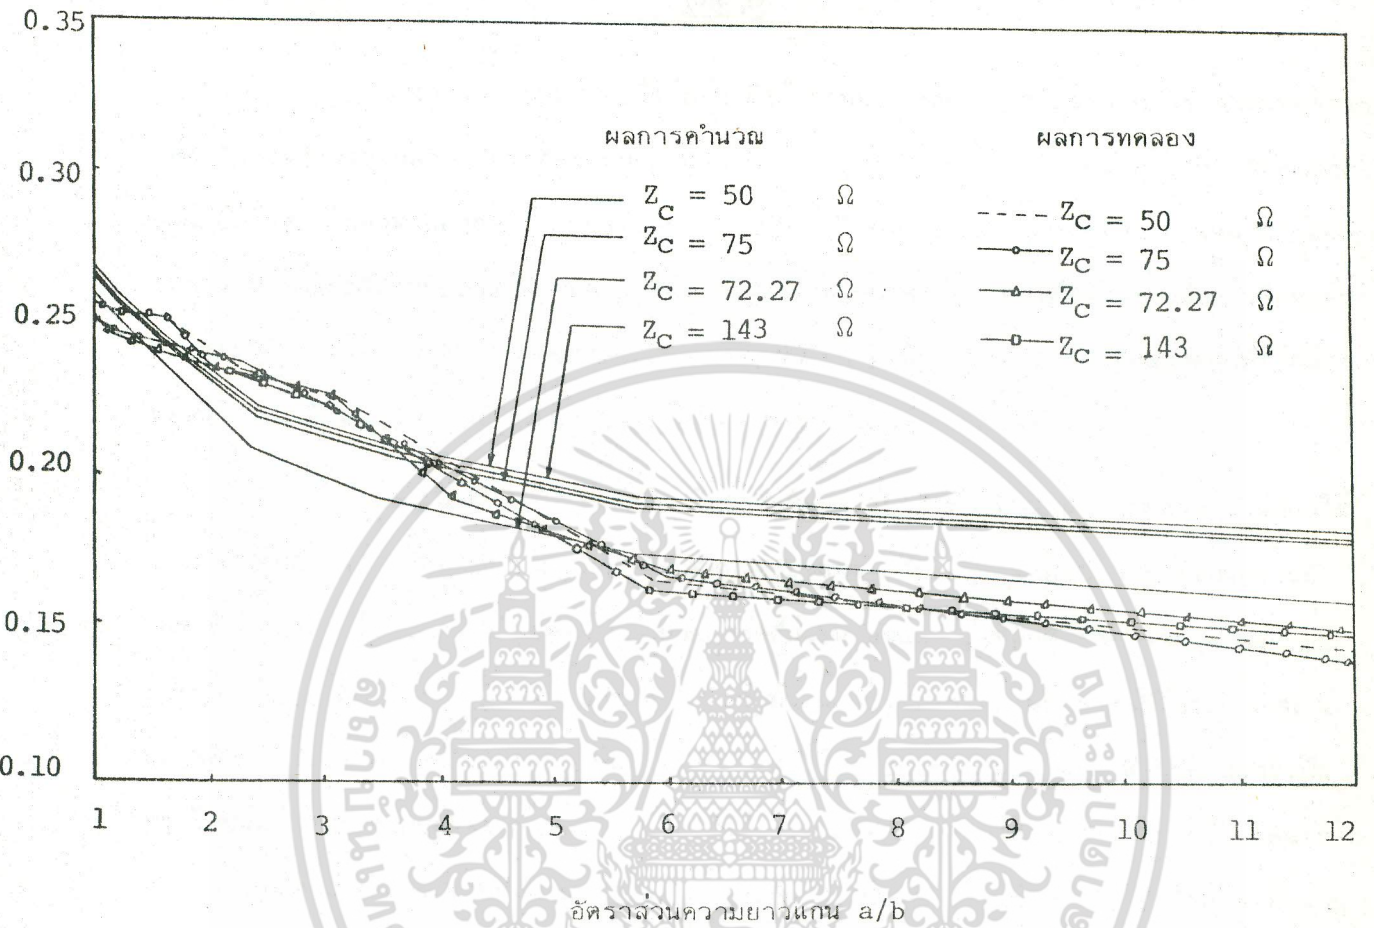 0.35
0.30
0.25
0.20
0.15
0.10
ผลการคำนวณ
Z_C = 50 Ω
Z_C = 75 Ω
Z_C = 72.27 Ω
Z_C = 143 Ω
ผลการทดลอง
Z_C = 50 Ω
Z_C = 75 Ω
Z_C = 72.27 Ω
Z_C = 143 Ω
1 2 3 4 5 6 7 8 9 10 11 12
อัตราส่วนความยาวแกน a/b